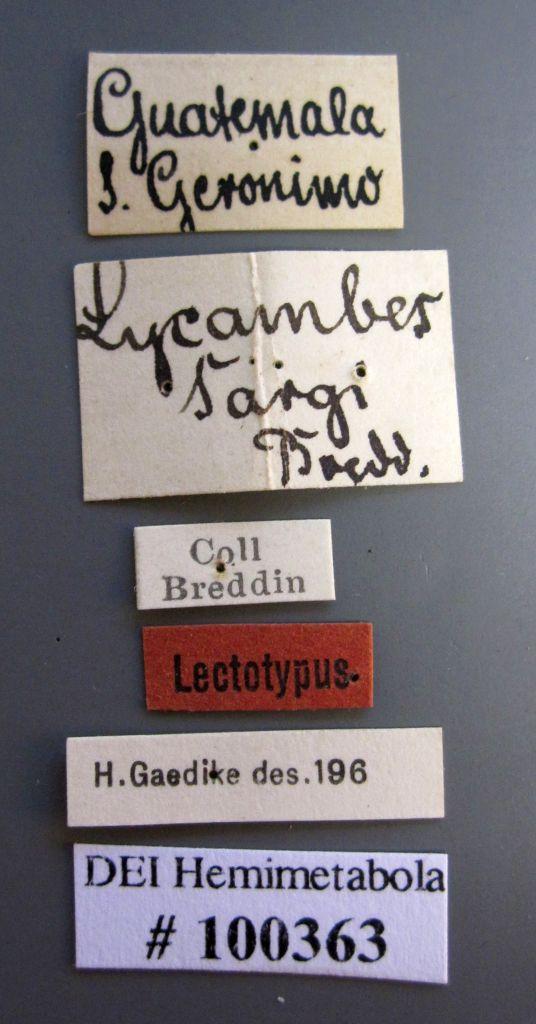 Guatemala
S. Geronimo
Lycambes
Sargi
Bredd.
Coll
Breddin
Lectotypus.
H.Gaedike des.196
DEI Hemimetabola
# 100363